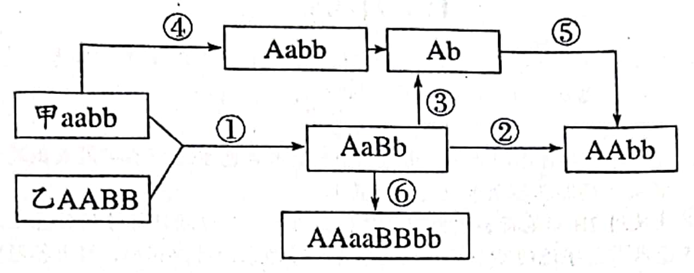 ④ Aabb Ab ⑤
甲aabb ③
① AaBb ② AAbb
乙AABB ⑥
AAaaBBbb